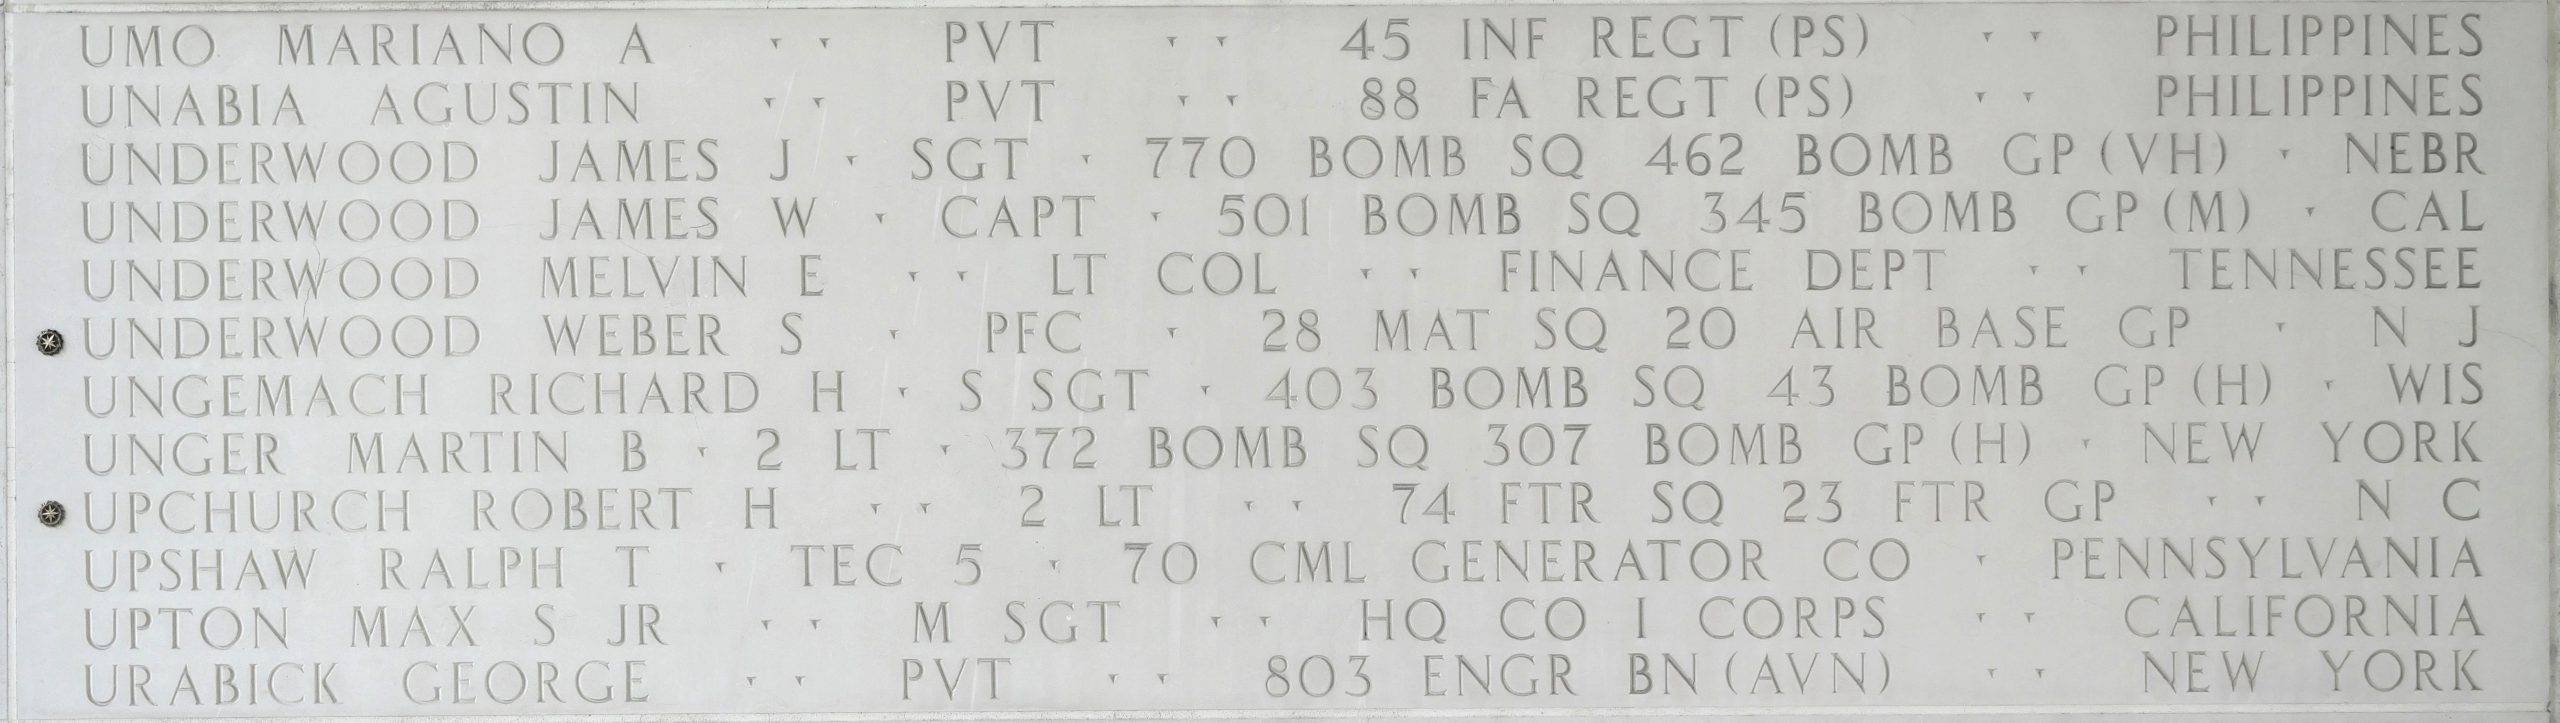 UMO MARIANO A · · PVT · · 45 INF REGT (PS) · · PHILIPPINES
UNABIA AGUSTIN · · PVT · · 88 FA REGT (PS) · · PHILIPPINES
UNDERWOOD JAMES J · SGT · 770 BOMB SQ 462 BOMB GP (VH) · NEBR
UNDERWOOD JAMES W · CAPT · 501 BOMB SQ 345 BOMB GP (M) · CAL
UNDERWOOD MELVIN E · · LT COL · · FINANCE DEPT · · TENNESSEE
UNDERWOOD WEBER S · PFC · 28 MAT SQ 20 AIR BASE GP · N J
UNGEMACH RICHARD H · S SGT · 403 BOMB SQ 43 BOMB GP (H) · WIS
UNGER MARTIN B · 2 LT · 372 BOMB SQ 307 BOMB GP (H) · NEW YORK
UPCHURCH ROBERT H · · 2 LT · · 74 FTR SQ 23 FTR GP · · N C
UPSHAW RALPH T · TEC 5 · 70 CML GENERATOR CO · PENNSYLVANIA
UPTON MAX S JR · · M SGT · · HQ CO I CORPS · · CALIFORNIA
URABICK GEORGE · · PVT · · 803 ENGR BN (AVN) · · NEW YORK